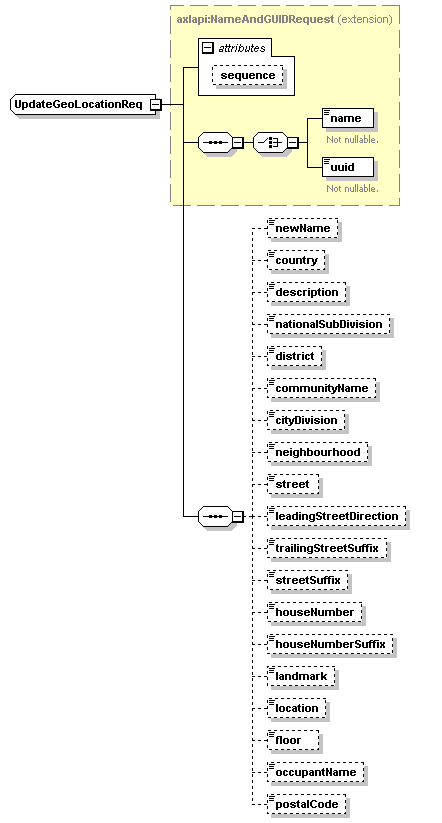 axlapi:NameAndGUIDRequest (extension)
attributes
sequence
UpdateGeoLocationReq
name
Not nullable.
uuid
Not nullable.
newName
country
description
nationalSubDivision
district
communityName
cityDivision
neighbourhood
street
leadingStreetDirection
trailingStreetSuffix
streetSuffix
houseNumber
houseNumberSuffix
landmark
location
floor
occupantName
postalCode